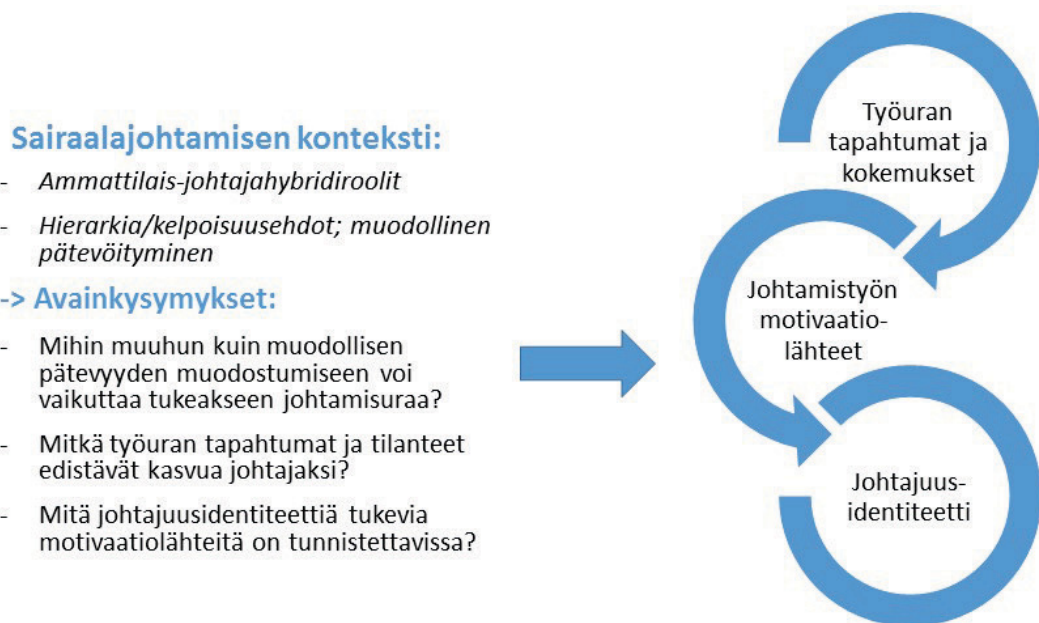 Sairaalajohtamisen konteksti:
- Ammattilais-johtajahybridiroolit
- Hierarkia/kelpoisuusehdot; muodollinen
pätevöityminen
-> Avainkysymykset:
- Mihin muuhun kuin muodollisen
pätevyyden muodostumiseen voi
vaikuttaa tukeakseen johtamisuraa?
- Mitkä työuran tapahtumat ja tilanteet
edistävät kasvua johtajaksi?
- Mitä johtajuusidentiteettiä tukevia
motivaatiolähteitä on tunnistettavissa?
Työuran
tapahtumat ja
kokemukset
Johtamistyön
motivaatio-
lähteet
Johtajuus-
identiteetti